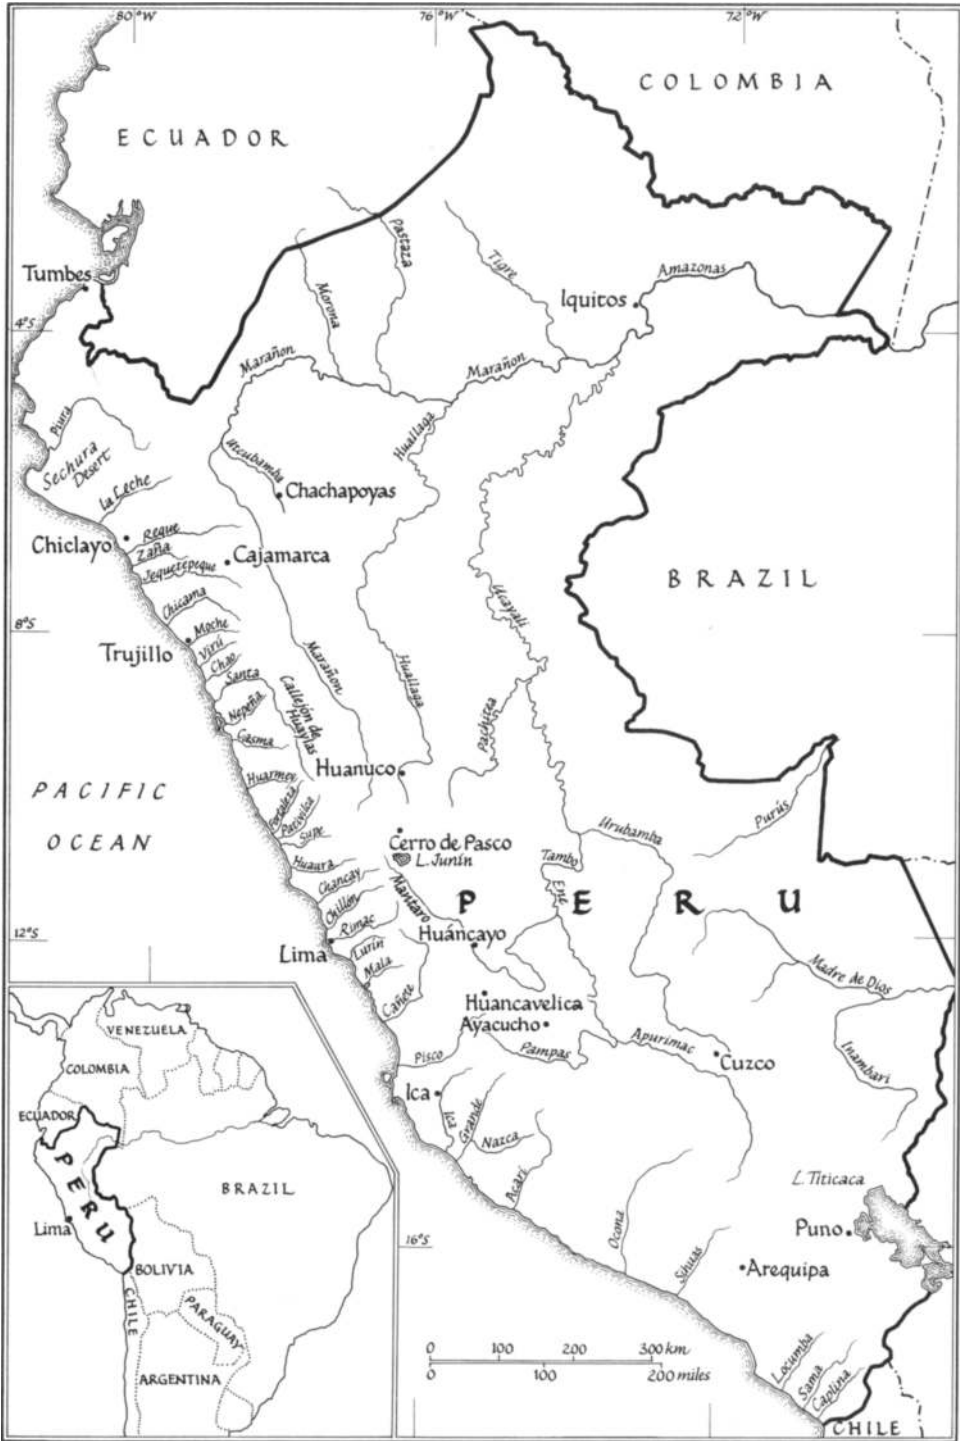 80°W
76°W
72°W
COLOMBIA
ECUADOR
Pastaza
Tigre
Amazonas
Tumbes
Morona
Iquitos
4°S
Marañon
Marañon
Piura
Huallaga
Sechura
Desert
Utcubamba
La Leche
Chachapoyas
Chiclayo
Reque
Zaña
Cajamarca
Jequetepeque
BRAZIL
Chicama
Ucayali
8°S
Moche
Trujillo
Virú
Chao
Marañon
Huallaga
Santa
Callejón de
Huaylas
Nepeña
Pachitea
Casma
Huanuco
Huarmey
PACIFIC
OCEAN
Fortaleza
Pativilca
Purús
Supe
Urubamba
Cerro de Pasco
L. Junín
Huaura
Tambo
Chancay
Mantaro
Ene
PERU
Chillón
Rimac
12°S
Lima
Huáncayo
Lurín
Mala
Madre de Dios
Cañete
Huancavelica
Ayacucho
Apurimac
Pampas
Pisco
Cuzco
Inambari
Ica
Ica
Grande
Nazca
Acarí
L. Titicaca
Ocona
Puno
16°S
Sihuas
Arequipa
0 100 200 300 km
0 100 200 miles
Locumba
Sama
Caplina
CHILE
VENEZUELA
COLOMBIA
ECUADOR
PERU
BRAZIL
Lima
BOLIVIA
CHILE
PARAGUAY
ARGENTINA